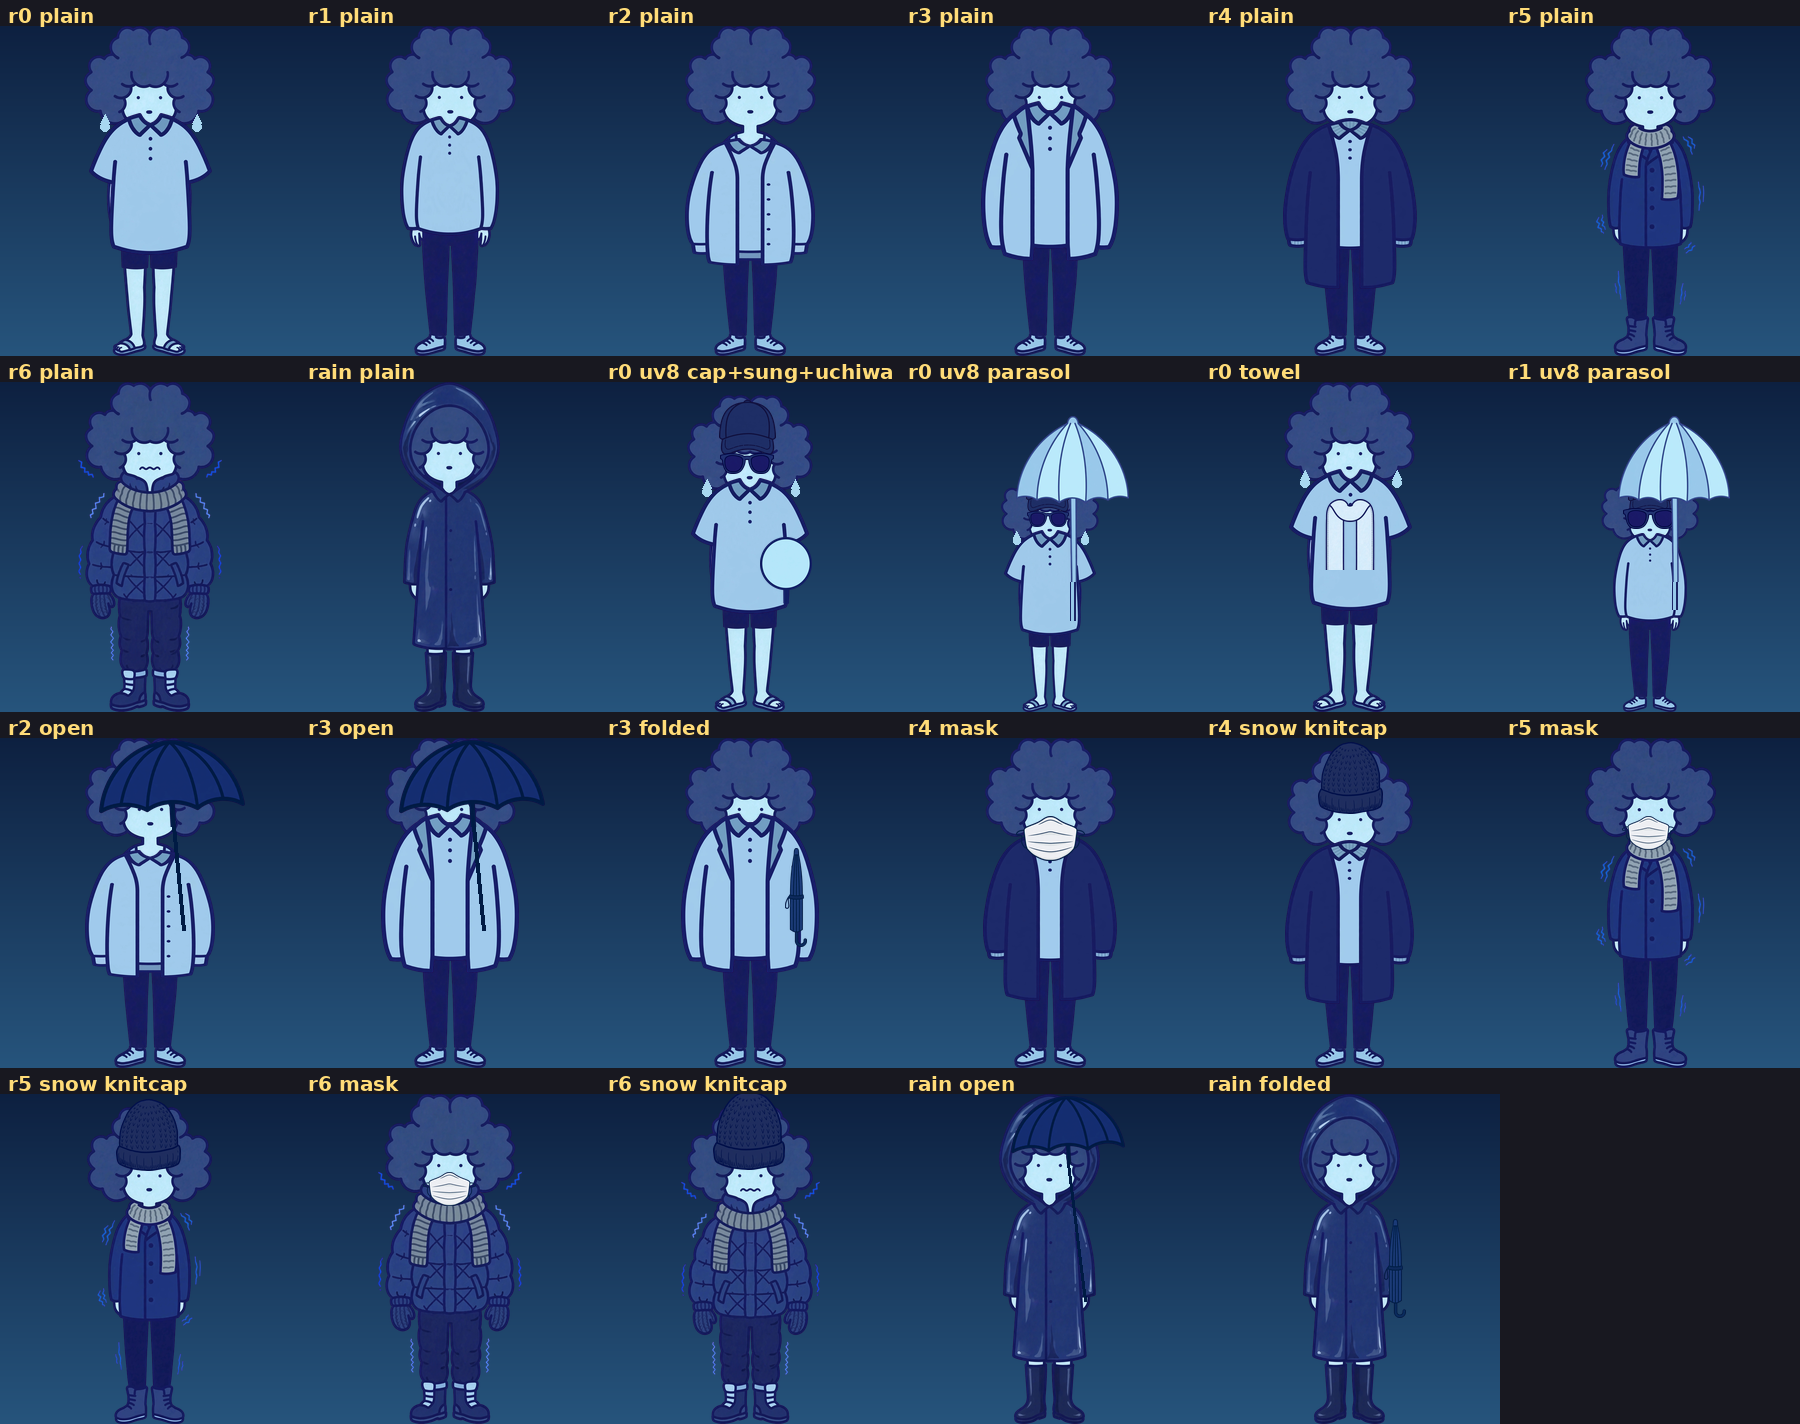 r0 plain
r1 plain
r2 plain
r3 plain
r4 plain
r5 plain
r6 plain
rain plain
r0 uv8 cap+sung+uchiwa
r0 uv8 parasol
r0 towel
r1 uv8 parasol
r2 open
r3 open
r3 folded
r4 mask
r4 snow knitcap
r5 mask
r5 snow knitcap
r6 mask
r6 snow knitcap
rain open
rain folded